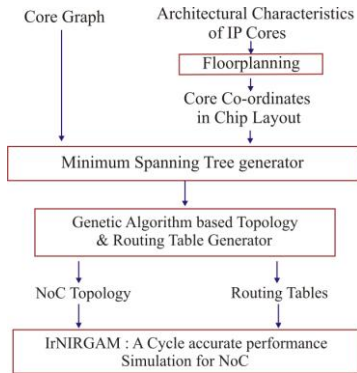 Core Graph
Architectural Characteristics
of IP Cores
Floorplanning
Core Co-ordinates
in Chip Layout
Minimum Spanning Tree generator
Genetic Algorithm based Topology
& Routing Table Generator
NoC Topology
Routing Tables
IrNIRGAM : A Cycle accurate performance
Simulation for NoC